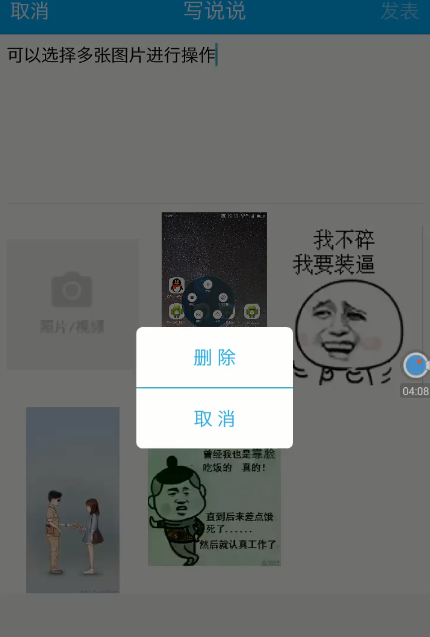 取消
写说说
发表
可以选择多张图片进行操作
照片/视频
我不碎
我要装逼
删 除
04:08
取 消
曾经我也是靠脸
吃饭的 真的！
直到后来差点饿
死了......
然后就认真工作了